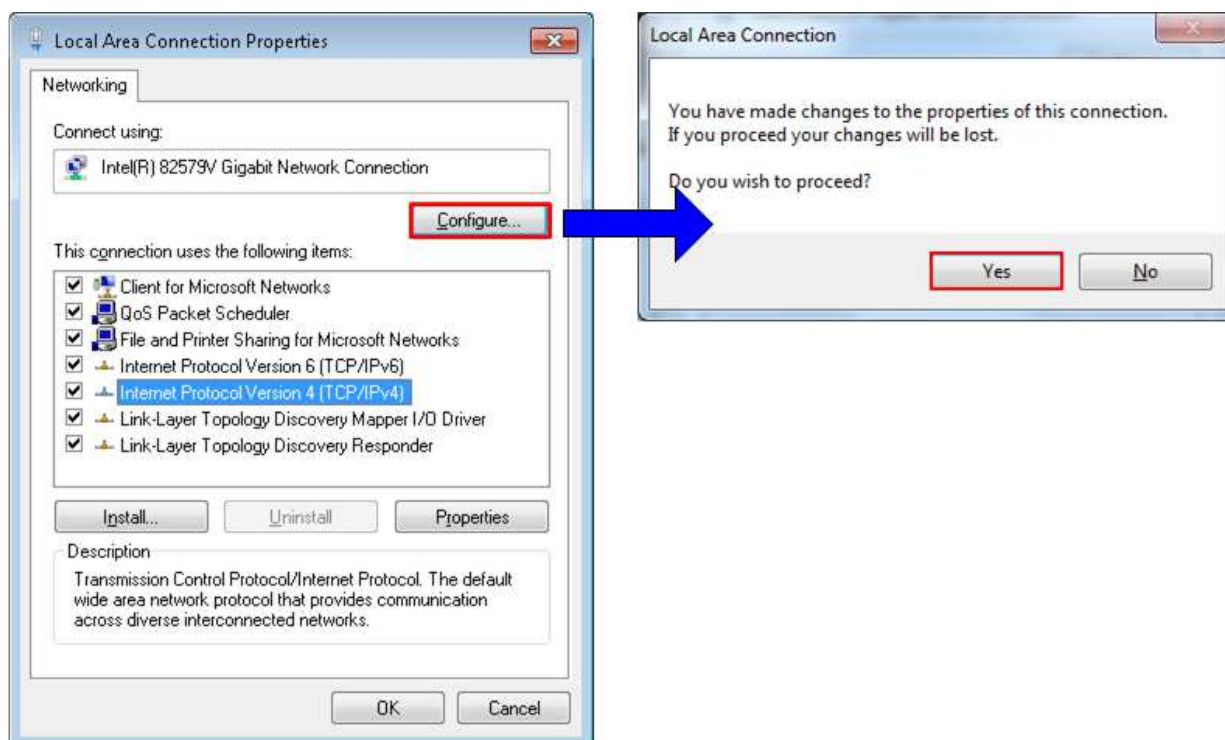 Local Area Connection Properties
Networking
Connect using:
Intel(R) 82579V Gigabit Network Connection
Configure...
This connection uses the following items:
Client for Microsoft Networks
QoS Packet Scheduler
File and Printer Sharing for Microsoft Networks
Internet Protocol Version 6 (TCP/IPv6)
Internet Protocol Version 4 (TCP/IPv4)
Link-Layer Topology Discovery Mapper I/O Driver
Link-Layer Topology Discovery Responder
Install...
Uninstall
Properties
Description
Transmission Control Protocol/Internet Protocol. The default
wide area network protocol that provides communication
across diverse interconnected networks.
OK
Cancel
Local Area Connection
You have made changes to the properties of this connection.
If you proceed your changes will be lost.
Do you wish to proceed?
Yes
No